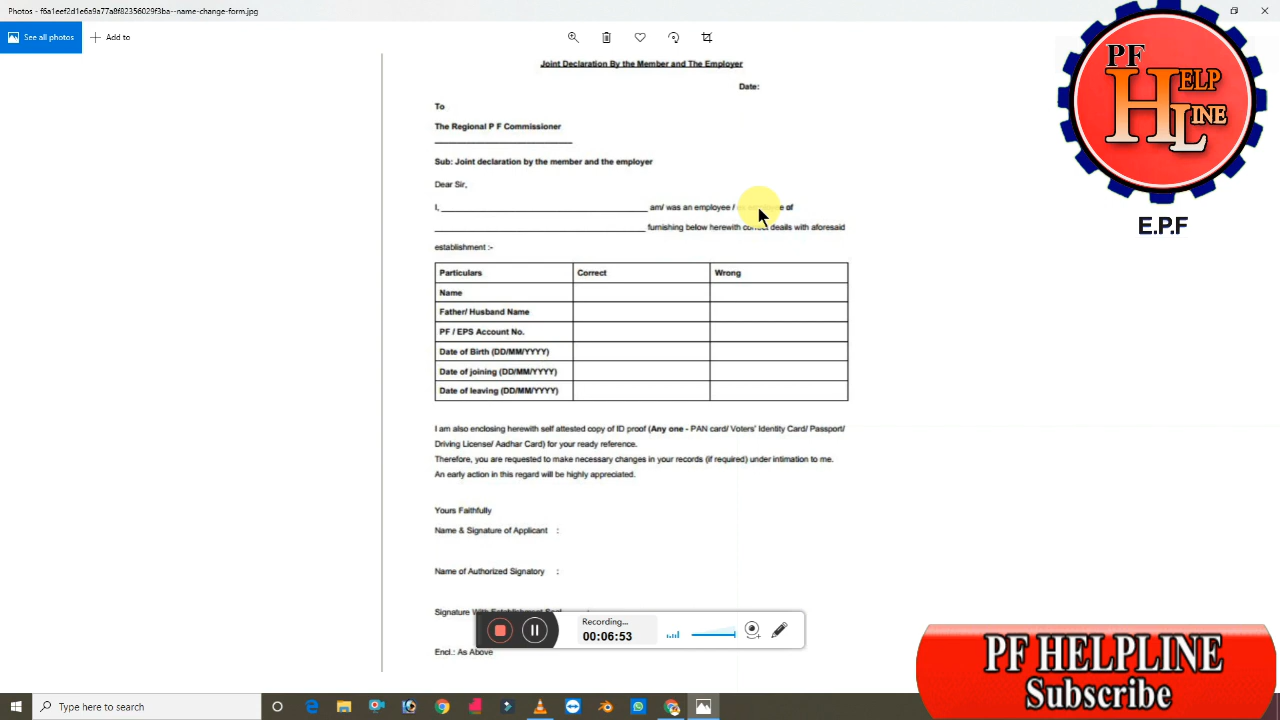 Photos - f6a1eef2d1e6a9a77a8f8235029f3ba--name-change-form.jpg
See all photos
Add to
Joint Declaration By the Member and The Employer
Date:
To
The Regional P F Commissioner
Sub: Joint declaration by the member and the employer
Dear Sir,
I, am/ was an employee / of
furnishing below herewith correct dealls with aforesaid
establishment :-
Particulars Correct Wrong
Name
Father/ Husband Name
PF / EPS Account No.
Date of Birth (DD/MM/YYYY)
Date of joining (DD/MM/YYYY)
Date of leaving (DD/MM/YYYY)
I am also enclosing herewith self attested copy of ID proof (Any one - PAN card/ Voters' Identity Card/ Passport/
Driving License/ Aadhar Card) for your ready reference.
Therefore, you are requested to make necessary changes in your records (if required) under intimation to me.
An early action in this regard will be highly appreciated.
Yours Faithfully
Name & Signature of Applicant :
Name of Authorized Signatory :
Signature With Establishment Seal :
Encl.: As Above
Recording...
00:06:53
Type here to search
PF
HELP
LINE
E.P.F
PF HELPLINE
Subscribe